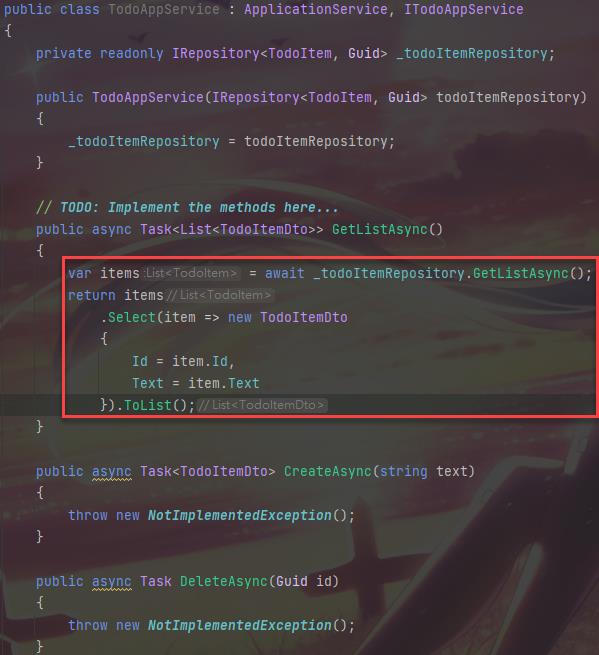 public class TodoAppService : ApplicationService, ITodoAppService
{
    private readonly IRepository<TodoItem, Guid> _todoItemRepository;

    public TodoAppService(IRepository<TodoItem, Guid> todoItemRepository)
    {
        _todoItemRepository = todoItemRepository;
    }

    // TODO: Implement the methods here...
    public async Task<List<TodoItemDto>> GetListAsync()
    {
        var items :List<TodoItem> = await _todoItemRepository.GetListAsync();
        return items // List<TodoItem>
            .Select(item => new TodoItemDto
            {
                Id = item.Id,
                Text = item.Text
            }).ToList(); // List<TodoItemDto>
    }

    public async Task<TodoItemDto> CreateAsync(string text)
    {
        throw new NotImplementedException();
    }

    public async Task DeleteAsync(Guid id)
    {
        throw new NotImplementedException();
    }